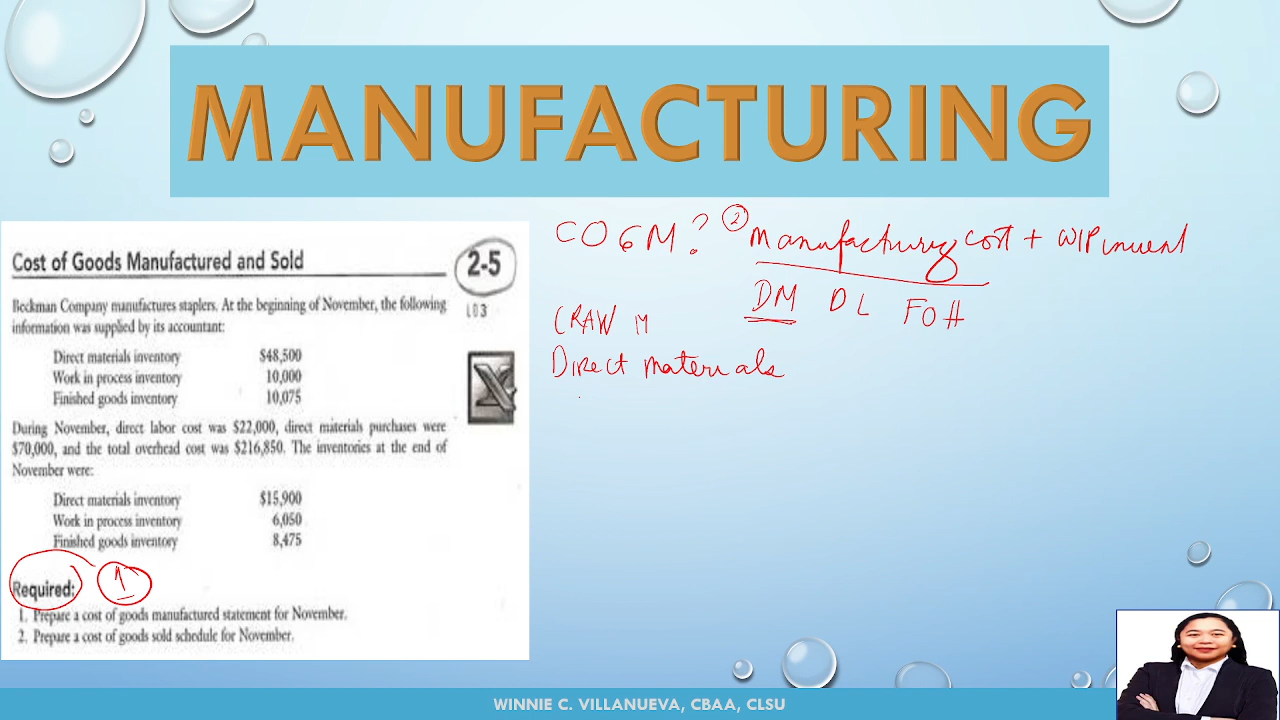 MANUFACTURING
Cost of Goods Manufactured and Sold
2-5
Beckman Company manufactures staplers. At the beginning of November, the following
information was supplied by its accountant:
Direct materials inventory $48,500
Work in process inventory 10,000
Finished goods inventory 10,075
During November, direct labor cost was $22,000, direct materials purchases were
$70,000, and the total overhead cost was $216,850. The inventories at the end of
November were:
Direct materials inventory $15,900
Work in process inventory 6,050
Finished goods inventory 8,475
Required: 1
1. Prepare a cost of goods manufactured statement for November.
2. Prepare a cost of goods sold schedule for November.
COGM? ② Manufacturing cost + WIP invent
DM DL FOH
(RAW M
Direct materials
WINNIE C. VILLANUEVA, CBAA, CLSU